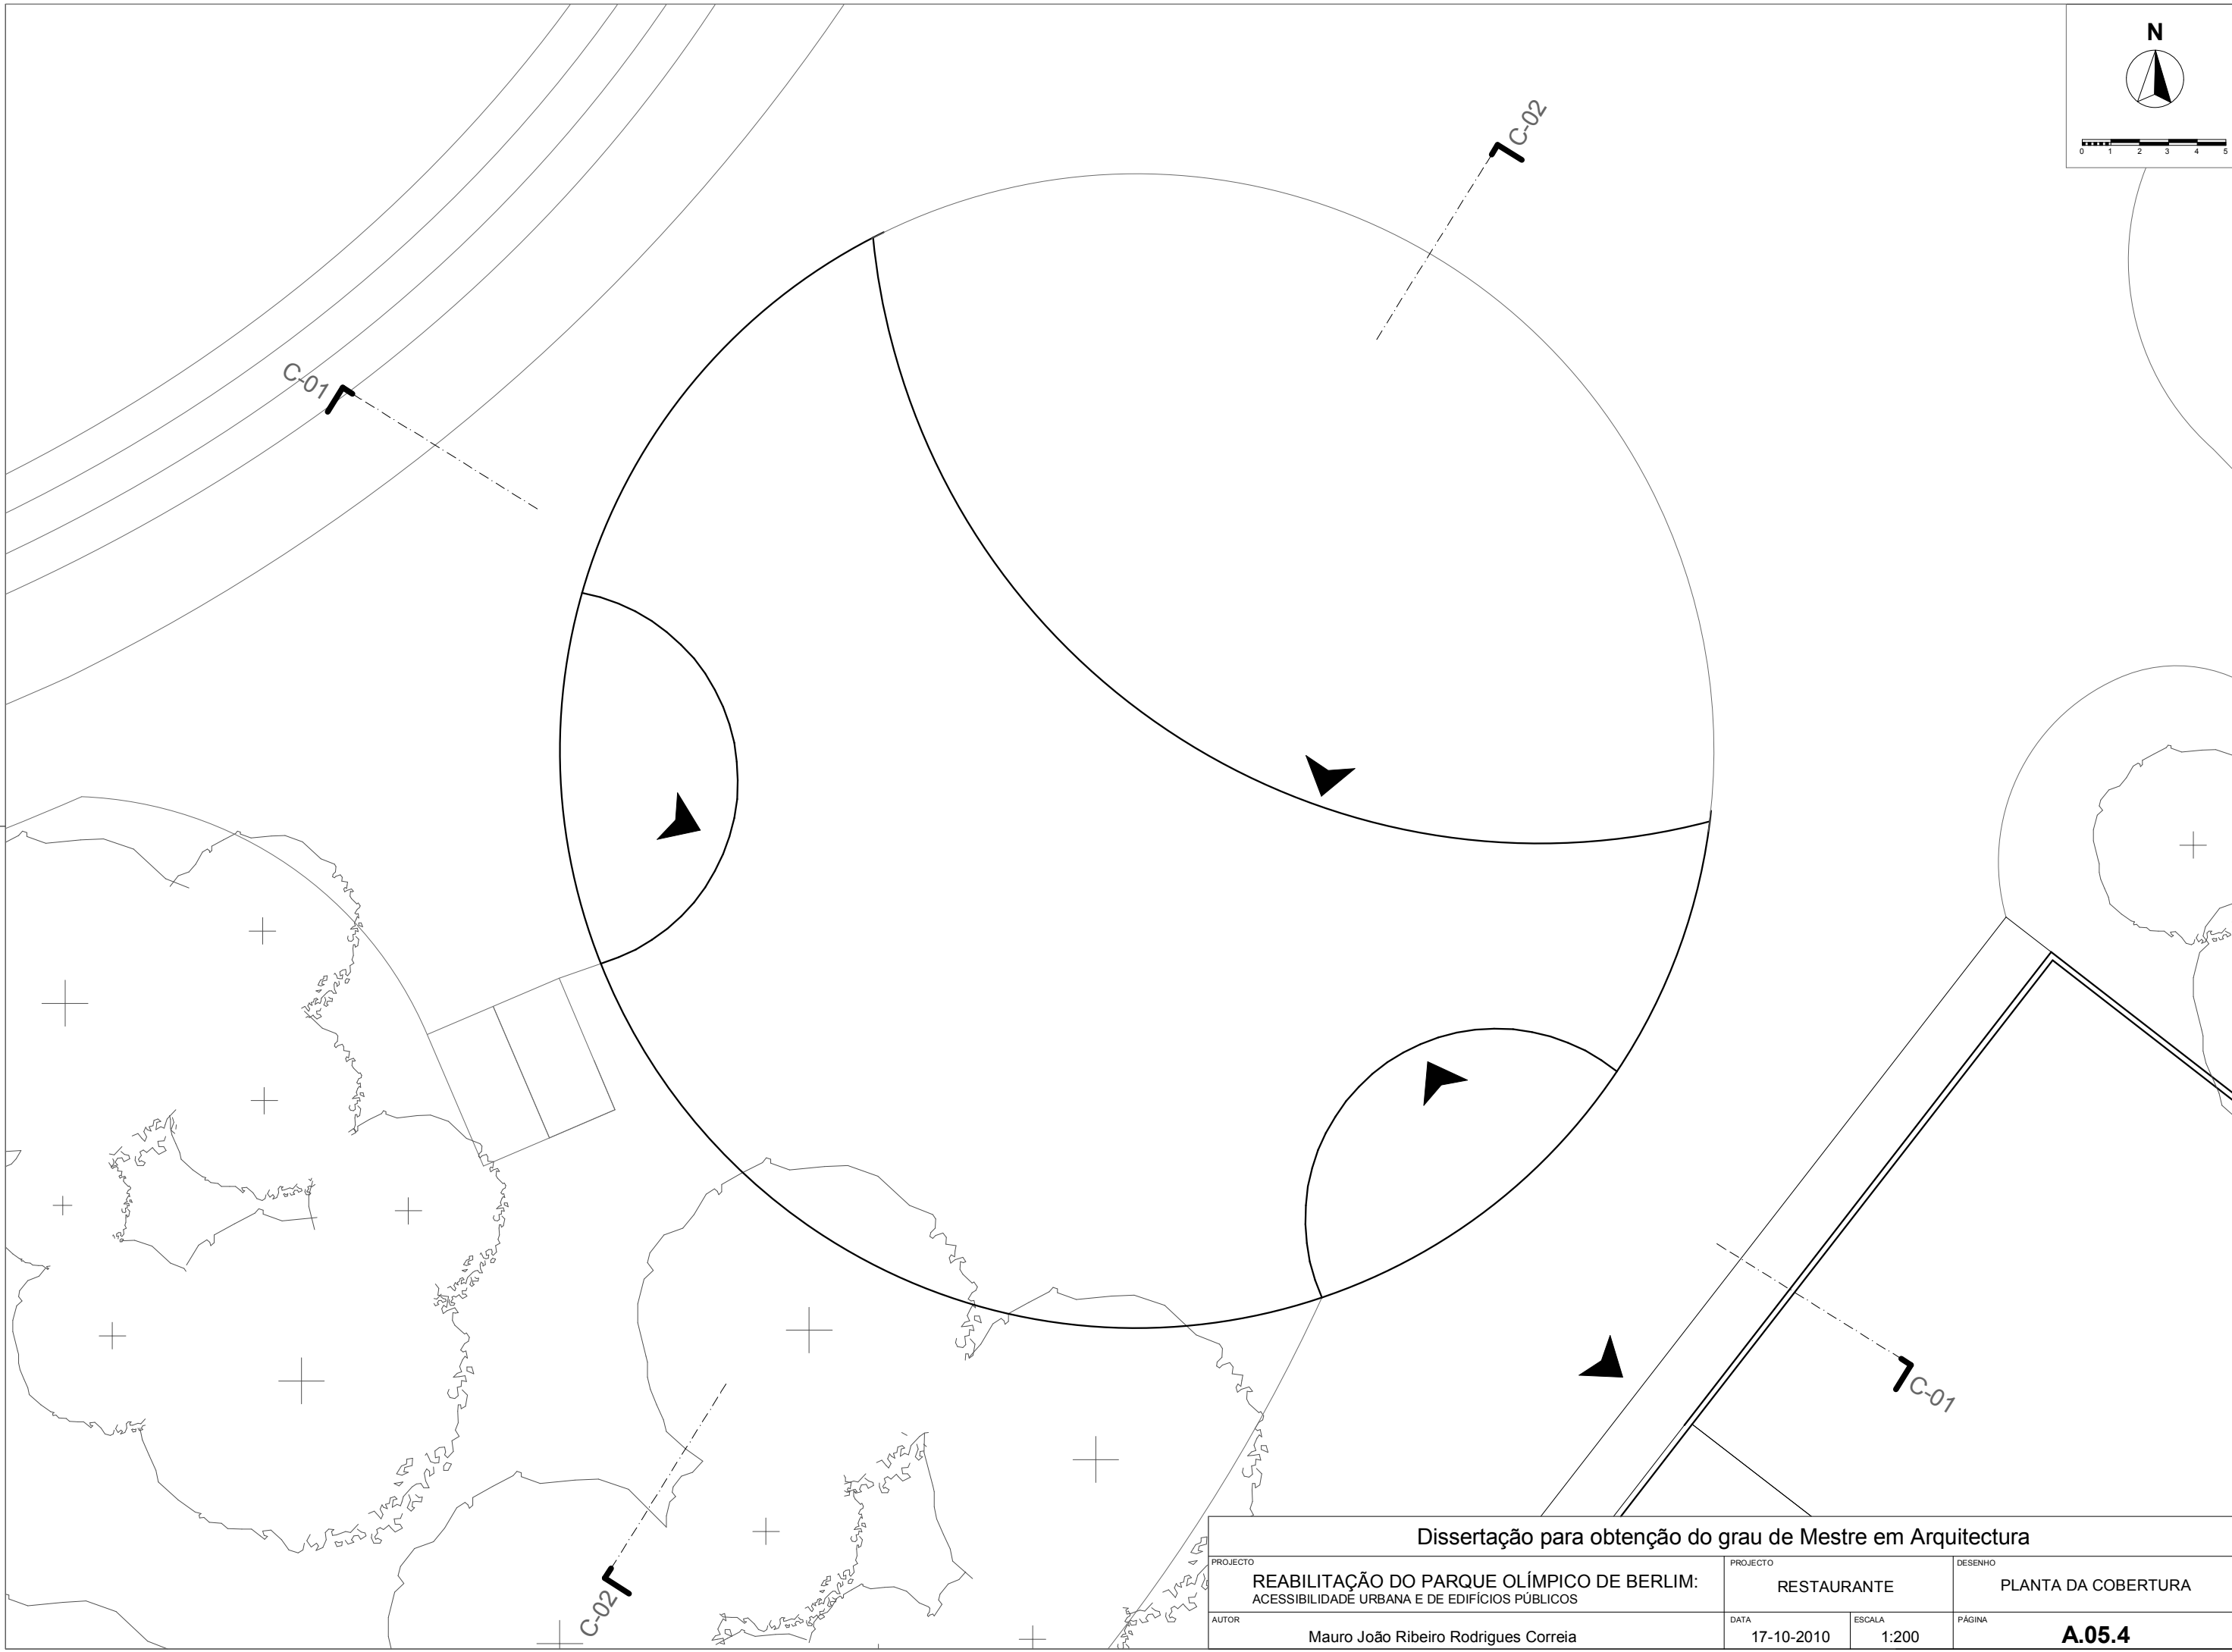 N
0 1 2 3 4 5
C-02
C-01
C-01
C-02
Dissertação para obtenção do grau de Mestre em Arquitectura
PROJECTO
REABILITAÇÃO DO PARQUE OLÍMPICO DE BERLIM:
ACESSIBILIDADE URBANA E DE EDIFÍCIOS PÚBLICOS
PROJECTO
RESTAURANTE
DESENHO
PLANTA DA COBERTURA
AUTOR
Mauro João Ribeiro Rodrigues Correia
DATA
17-10-2010
ESCALA
1:200
PÁGINA
A.05.4